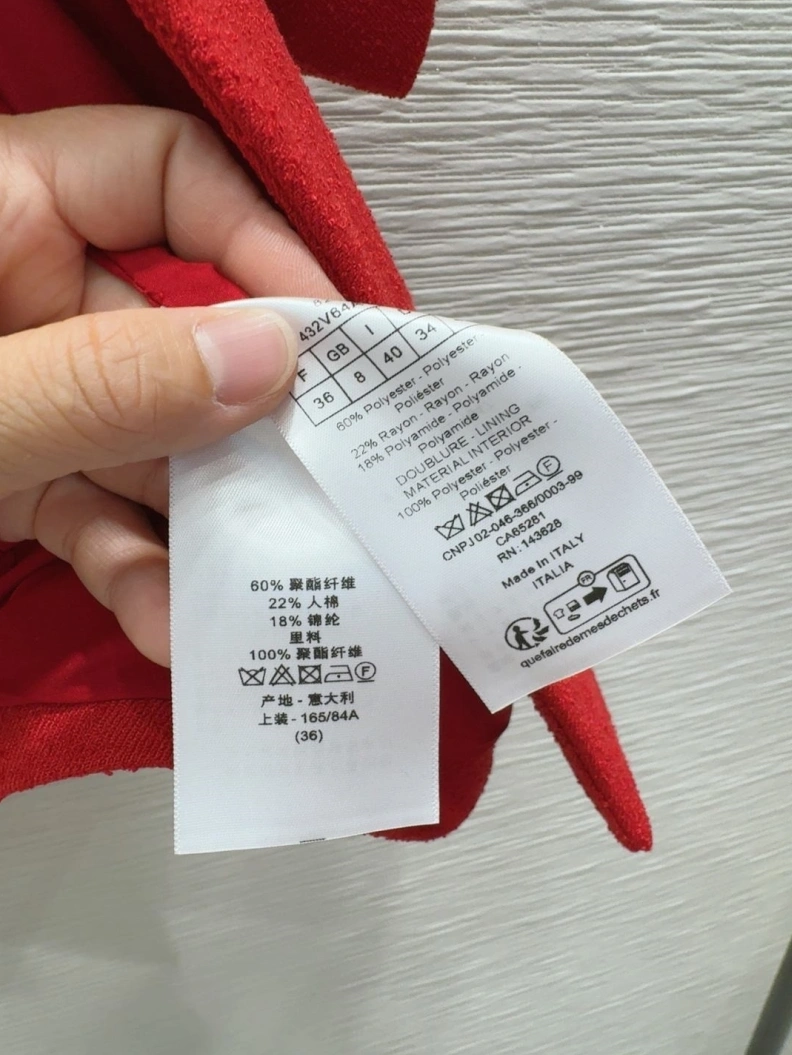 432V64
F GB I
36 8 40 34
60% Polyester - Polyester
Poliéster
22% Rayon - Rayon - Rayon
18% Polyamide - Polyamide -
Polyamide
DOUBLURE - LINING
MATERIAL INTERIOR
100% Polyester - Polyester -
Poliéster
F
CNPJ 02-046-366/0003-99
CA65281
RN: 143628
Made in ITALY
ITALIA
FR
quefairedemesdechets.fr
60% 聚酯纤维
22% 人棉
18% 锦纶
里料
100% 聚酯纤维
F
产地 - 意大利
上装 - 165/84A
(36)